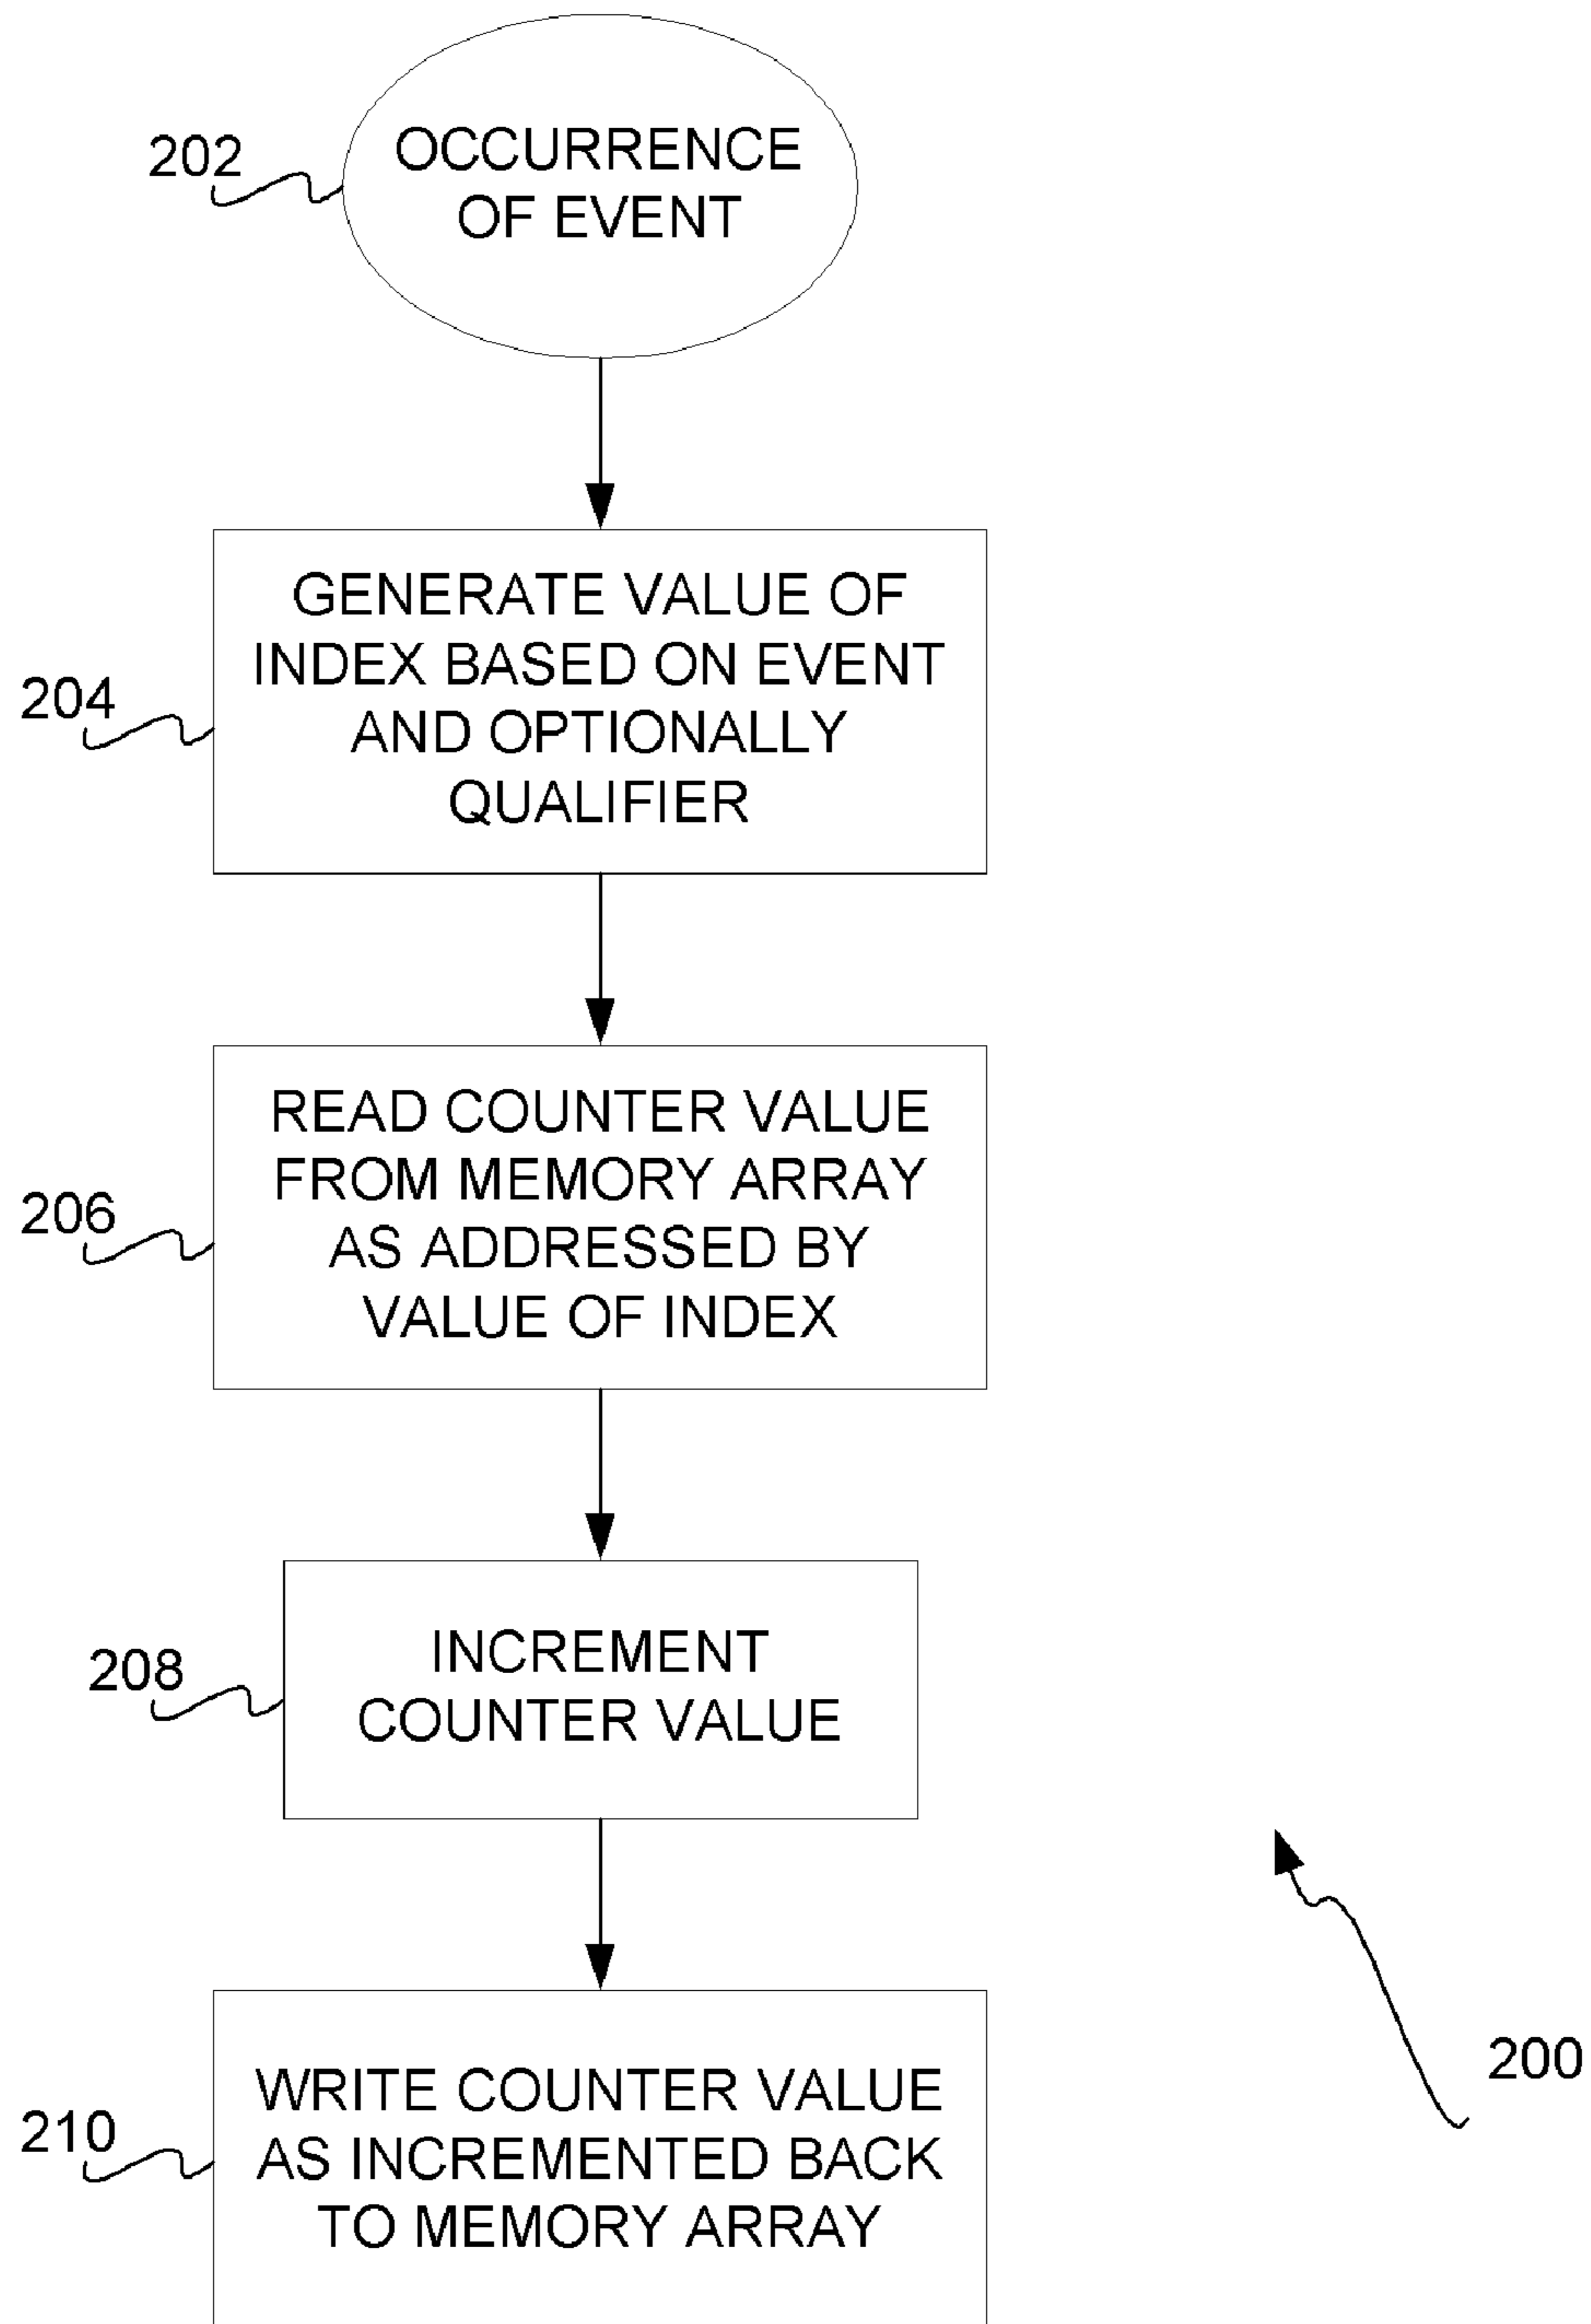 202
OCCURRENCE
OF EVENT
204
GENERATE VALUE OF
INDEX BASED ON EVENT
AND OPTIONALLY
QUALIFIER
206
READ COUNTER VALUE
FROM MEMORY ARRAY
AS ADDRESSED BY
VALUE OF INDEX
208
INCREMENT
COUNTER VALUE
210
WRITE COUNTER VALUE
AS INCREMENTED BACK
TO MEMORY ARRAY
200